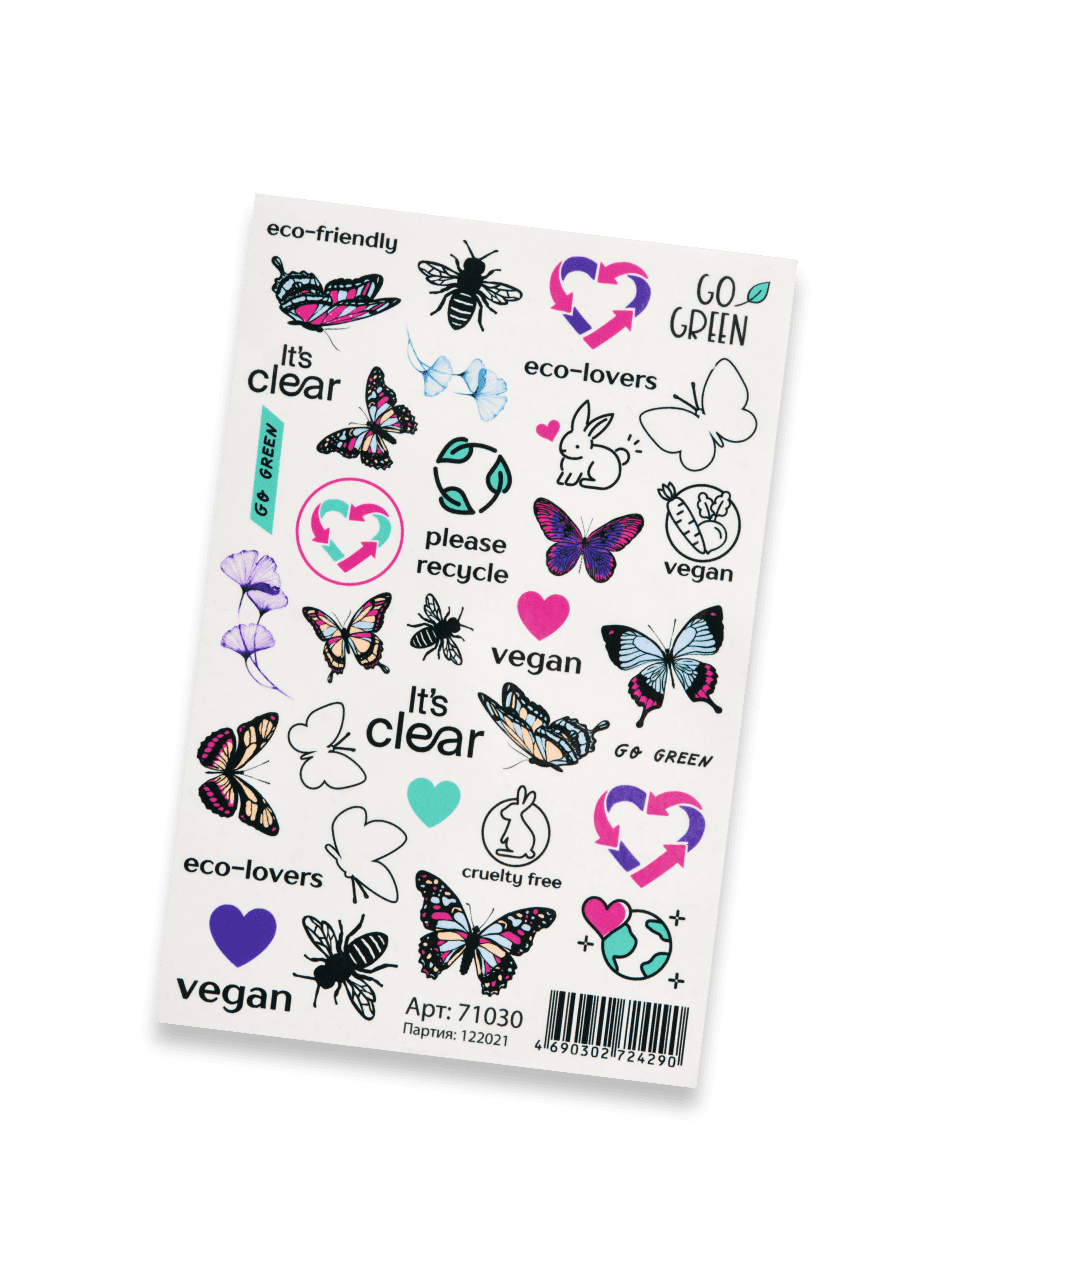 eco-friendly
GO
GREEN
It's
clear
eco-lovers
GO GREEN
please
recycle
vegan
vegan
It's
clear
GO GREEN
eco-lovers
cruelty free
vegan
Арт: 71030
Партия: 122021
4 690302 724290